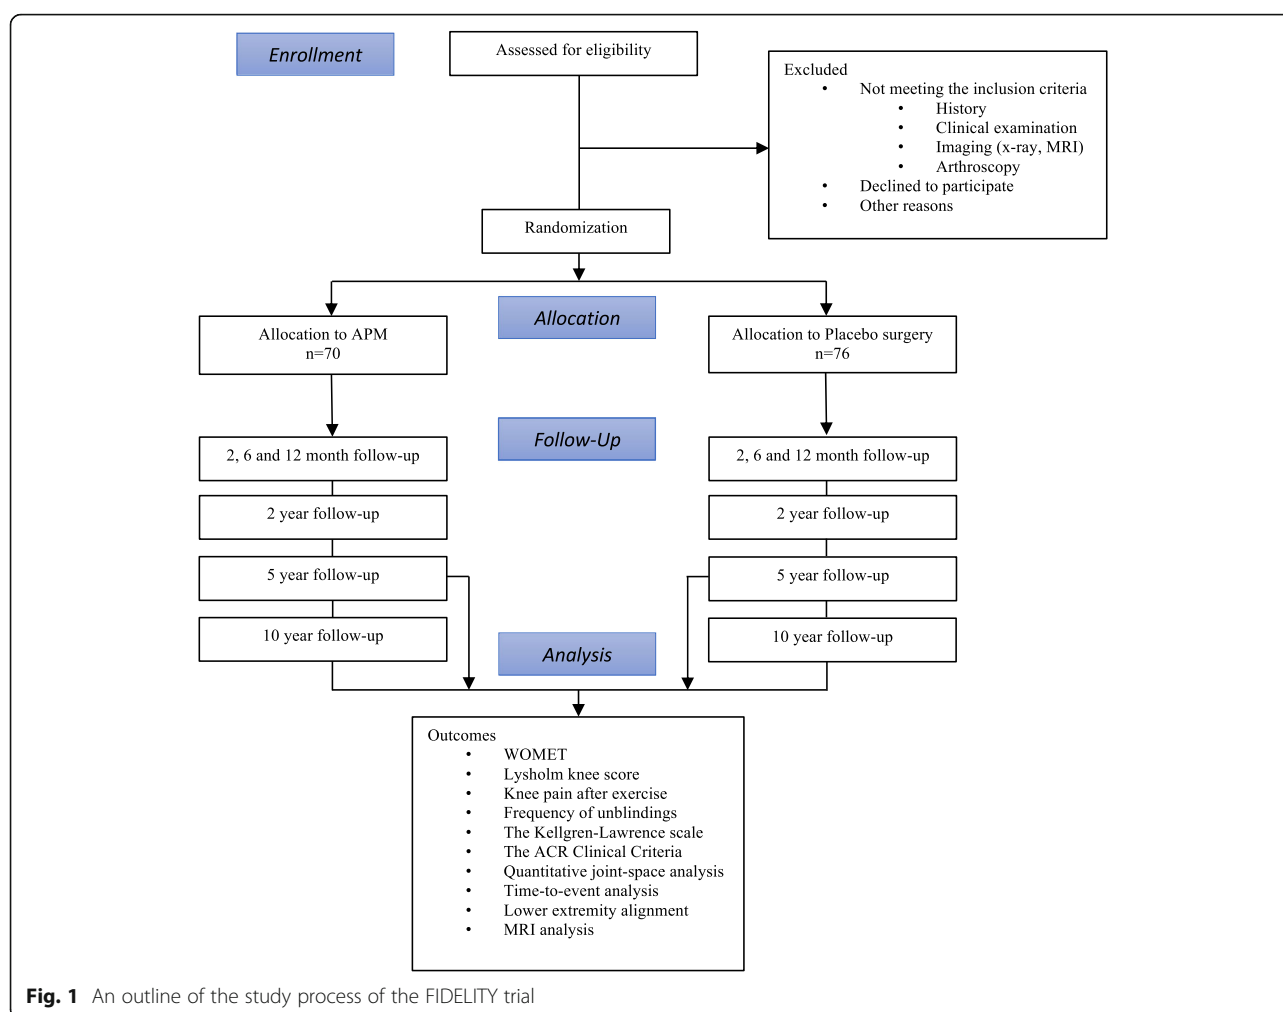 Enrollment
Assessed for eligibility
Excluded
• Not meeting the inclusion criteria
• History
• Clinical examination
• Imaging (x-ray, MRI)
• Arthroscopy
• Declined to participate
• Other reasons
Randomization
Allocation
Allocation to APM
n=70
Allocation to Placebo surgery
n=76
Follow-Up
2, 6 and 12 month follow-up
2 year follow-up
5 year follow-up
10 year follow-up
2, 6 and 12 month follow-up
2 year follow-up
5 year follow-up
10 year follow-up
Analysis
Outcomes
• WOMET
• Lysholm knee score
• Knee pain after exercise
• Frequency of unblindings
• The Kellgren-Lawrence scale
• The ACR Clinical Criteria
• Quantitative joint-space analysis
• Time-to-event analysis
• Lower extremity alignment
• MRI analysis
Fig. 1 An outline of the study process of the FIDELITY trial